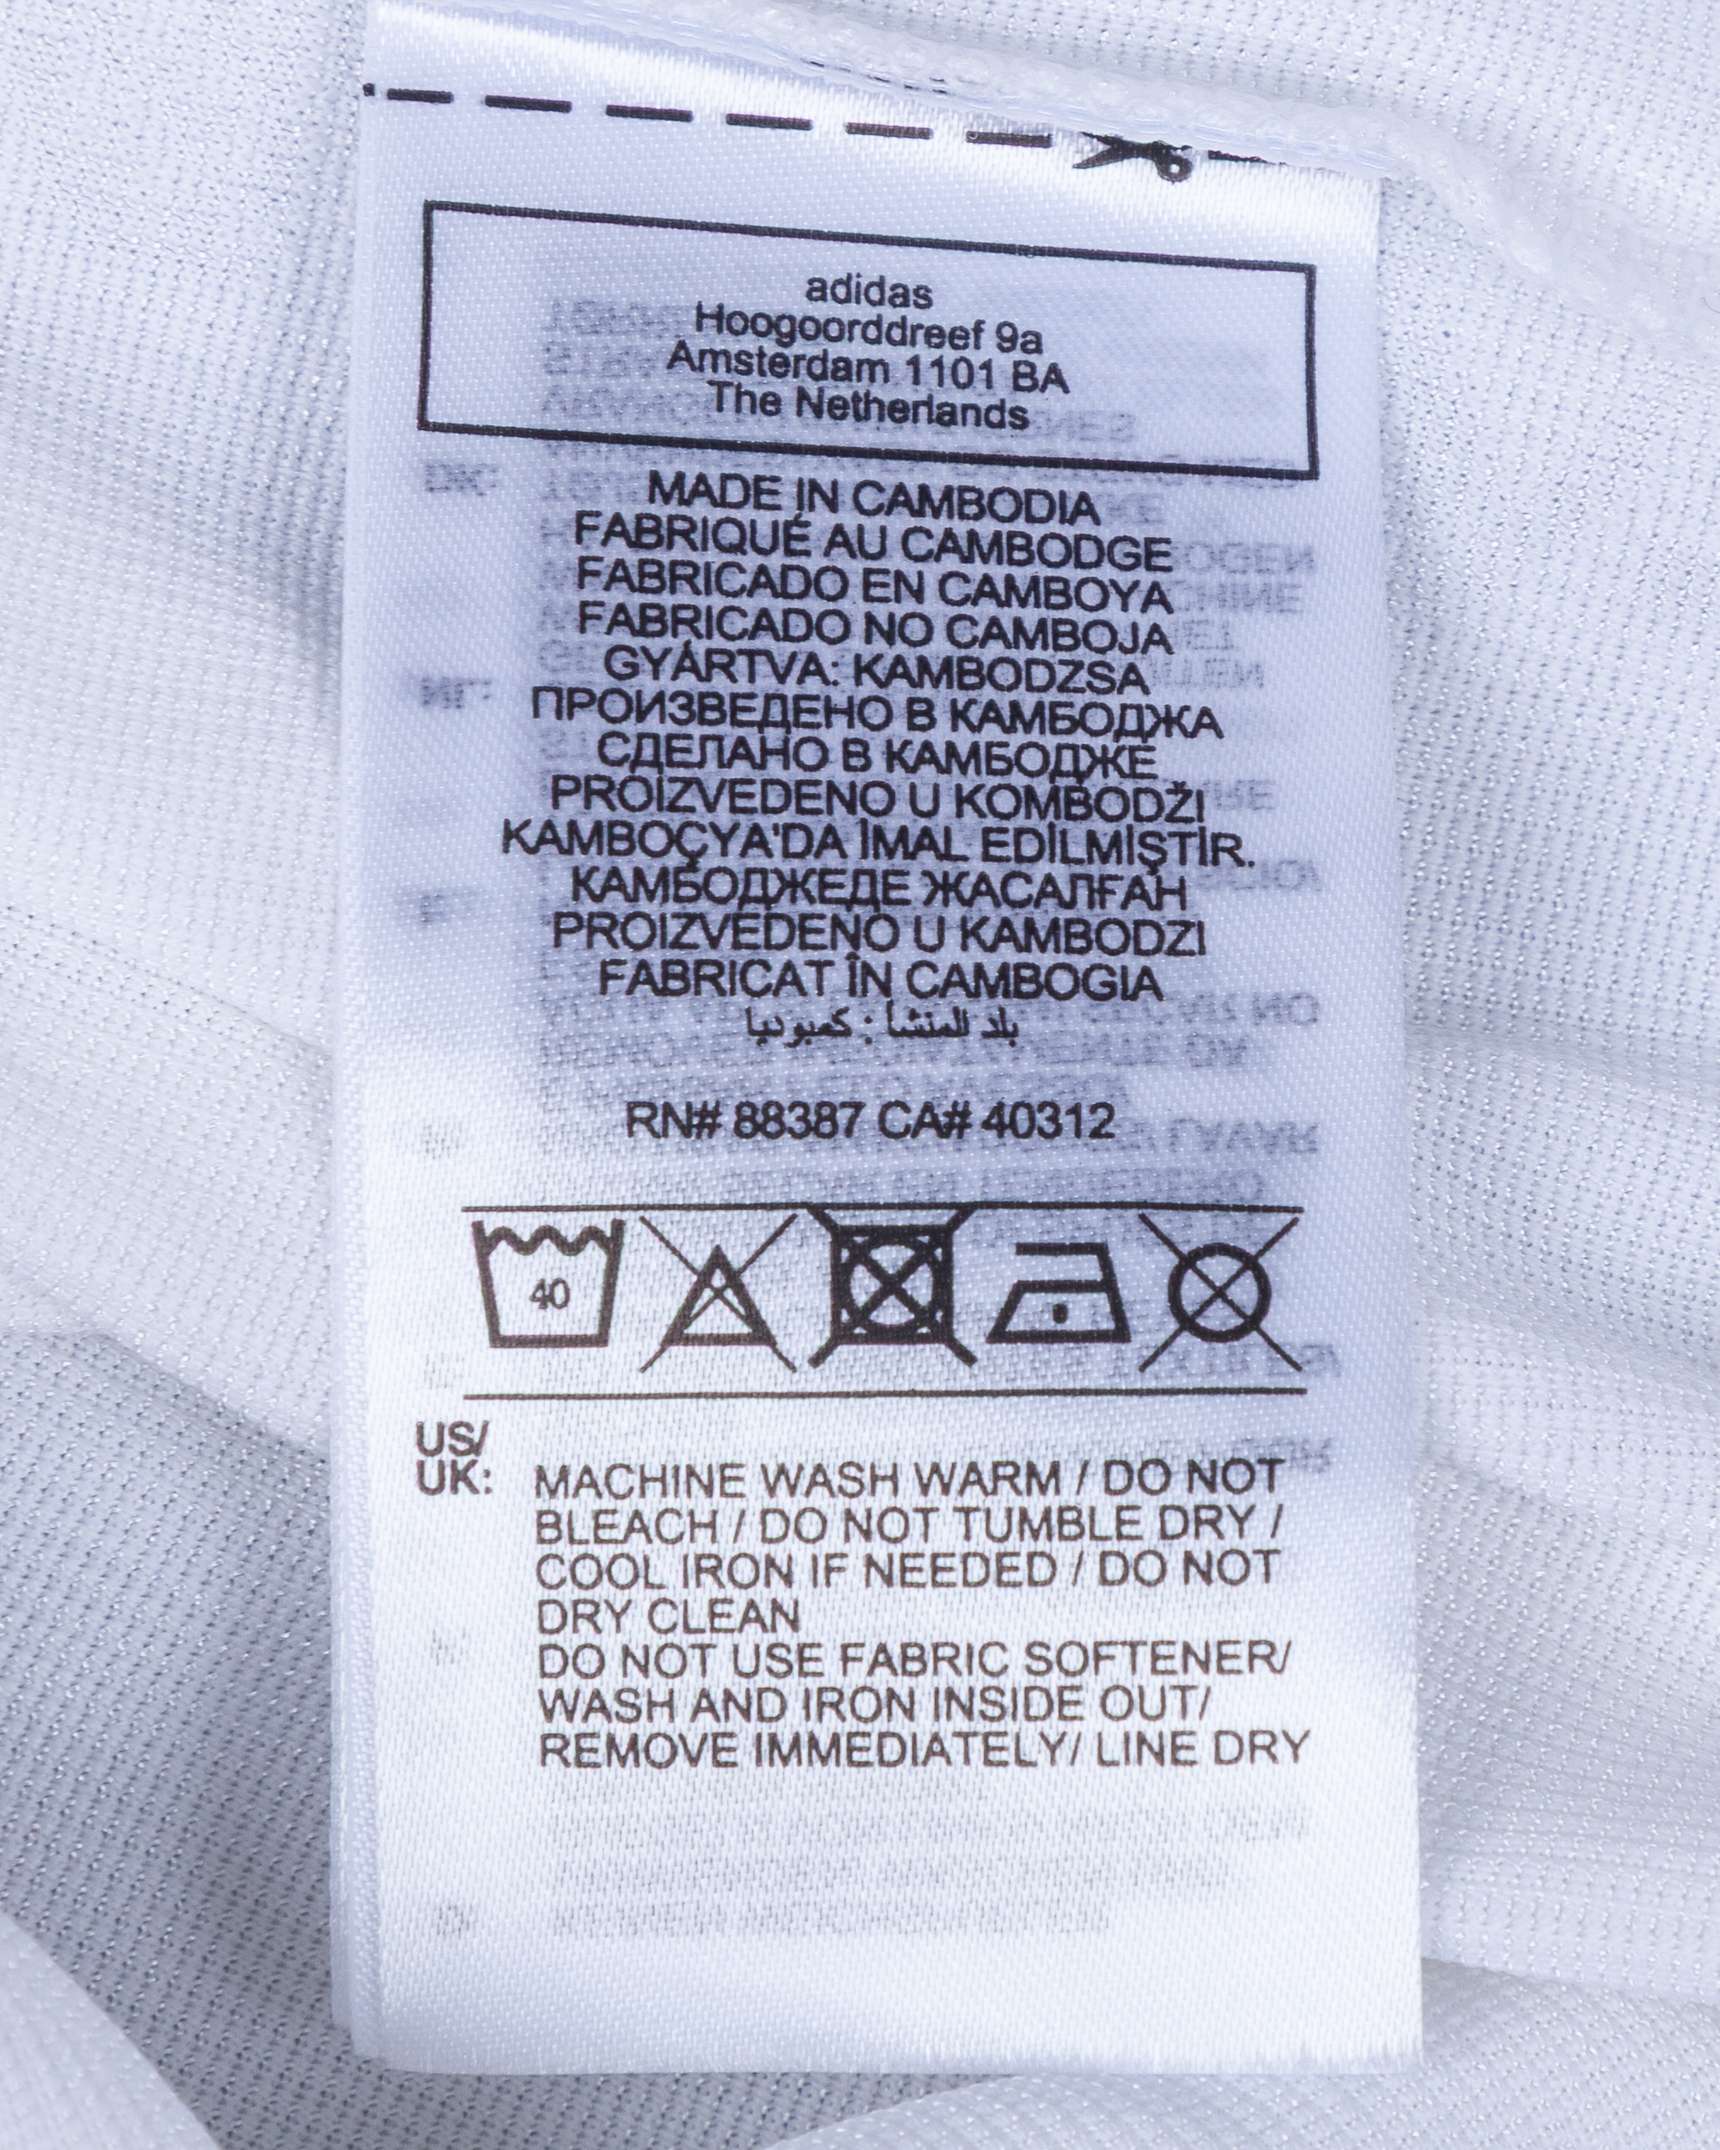 adidas
Hoogoorddreef 9a
Amsterdam 1101 BA
The Netherlands
MADE IN CAMBODIA
FABRIQUÉ AU CAMBODGE
FABRICADO EN CAMBOYA
FABRICADO NO CAMBOJA
GYÁRTVA: KAMBODZSA
ПРОИЗВЕДЕНО В КАМБОДЖА
СДЕЛАНО В КАМБОДЖЕ
PROIZVEDENO U KOMBODŽI
KAMBOÇYA'DA İMAL EDİLMİŞTİR.
КАМБОДЖЕДЕ ЖАСАЛҒАН
PROIZVEDENO U KAMBODZI
FABRICAT ÎN CAMBOGIA
بلد المنشأ : كمبوديا
RN# 88387 CA# 40312
40
US/
UK: MACHINE WASH WARM / DO NOT
BLEACH / DO NOT TUMBLE DRY /
COOL IRON IF NEEDED / DO NOT
DRY CLEAN
DO NOT USE FABRIC SOFTENER/
WASH AND IRON INSIDE OUT/
REMOVE IMMEDIATELY/ LINE DRY